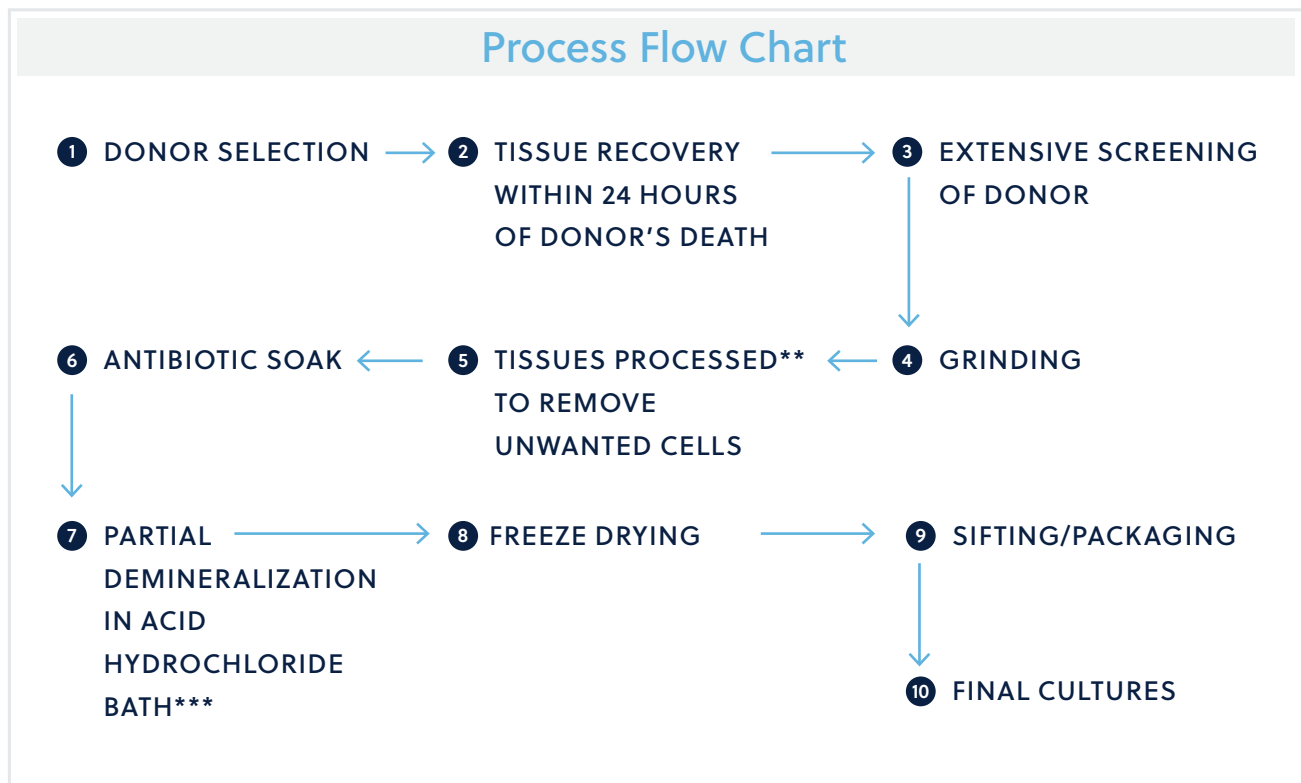 Process Flow Chart
1 DONOR SELECTION
2 TISSUE RECOVERY
WITHIN 24 HOURS
OF DONOR'S DEATH
3 EXTENSIVE SCREENING
OF DONOR
4 GRINDING
5 TISSUES PROCESSED**
TO REMOVE
UNWANTED CELLS
6 ANTIBIOTIC SOAK
7 PARTIAL
DEMINERALIZATION
IN ACID
HYDROCHLORIDE
BATH***
8 FREEZE DRYING
9 SIFTING/PACKAGING
10 FINAL CULTURES